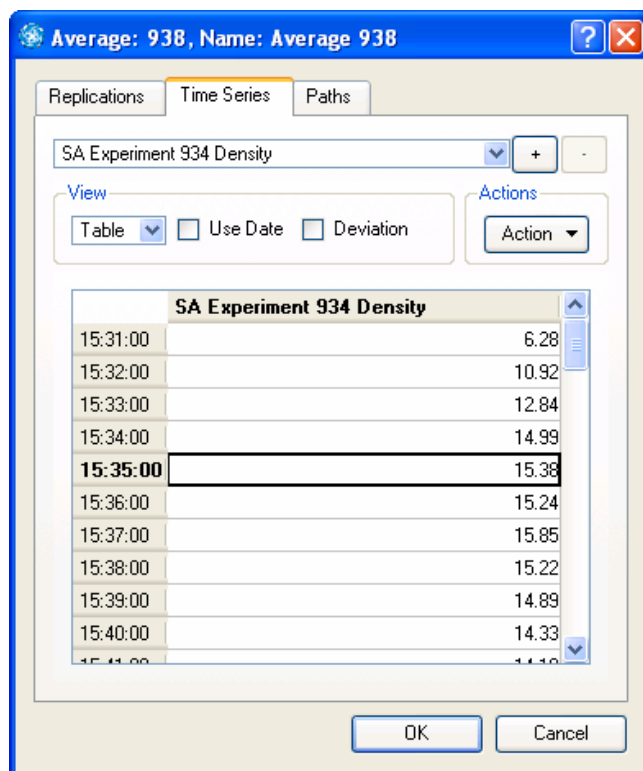 Average: 938, Name: Average 938
Replications Time Series Paths
SA Experiment 934 Density + -
View Actions
Table Use Date Deviation Action
SA Experiment 934 Density
15:31:00 6.28
15:32:00 10.92
15:33:00 12.84
15:34:00 14.99
15:35:00 15.38
15:36:00 15.24
15:37:00 15.85
15:38:00 15.22
15:39:00 14.89
15:40:00 14.33
OK Cancel